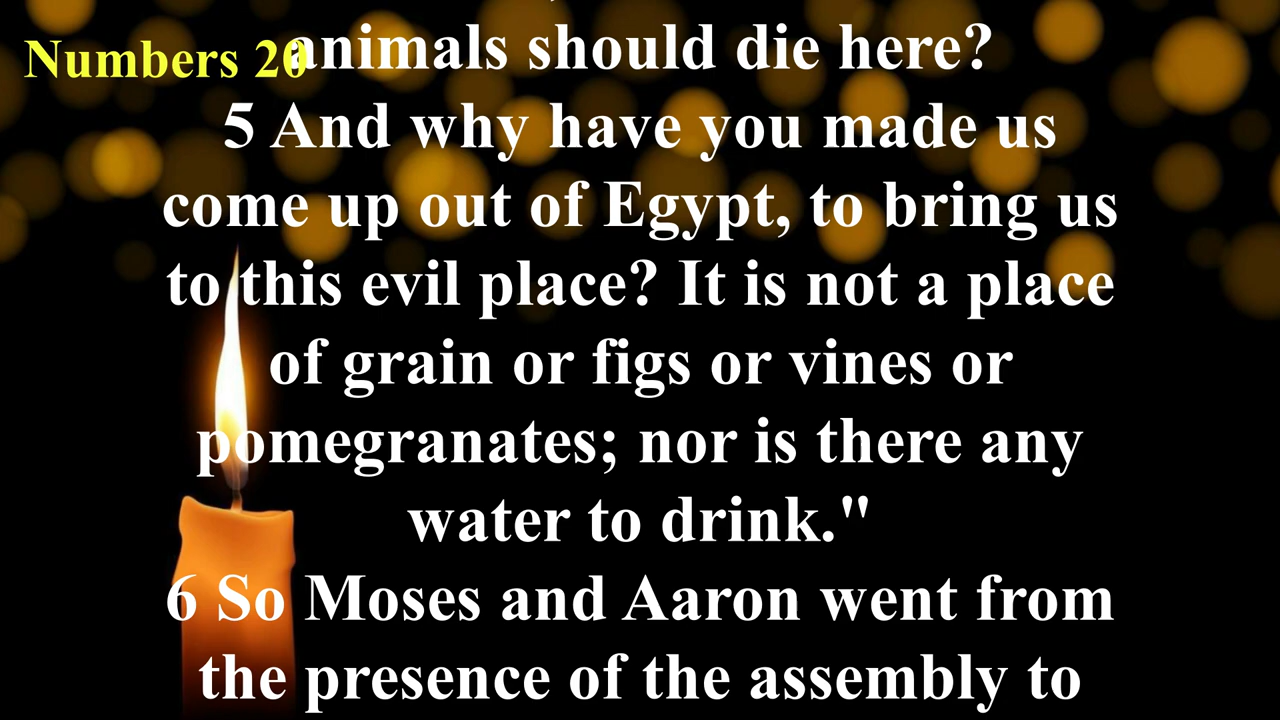 Numbers 20
animals should die here?
5 And why have you made us
come up out of Egypt, to bring us
to this evil place? It is not a place
of grain or figs or vines or
pomegranates; nor is there any
water to drink."
6 So Moses and Aaron went from
the presence of the assembly to